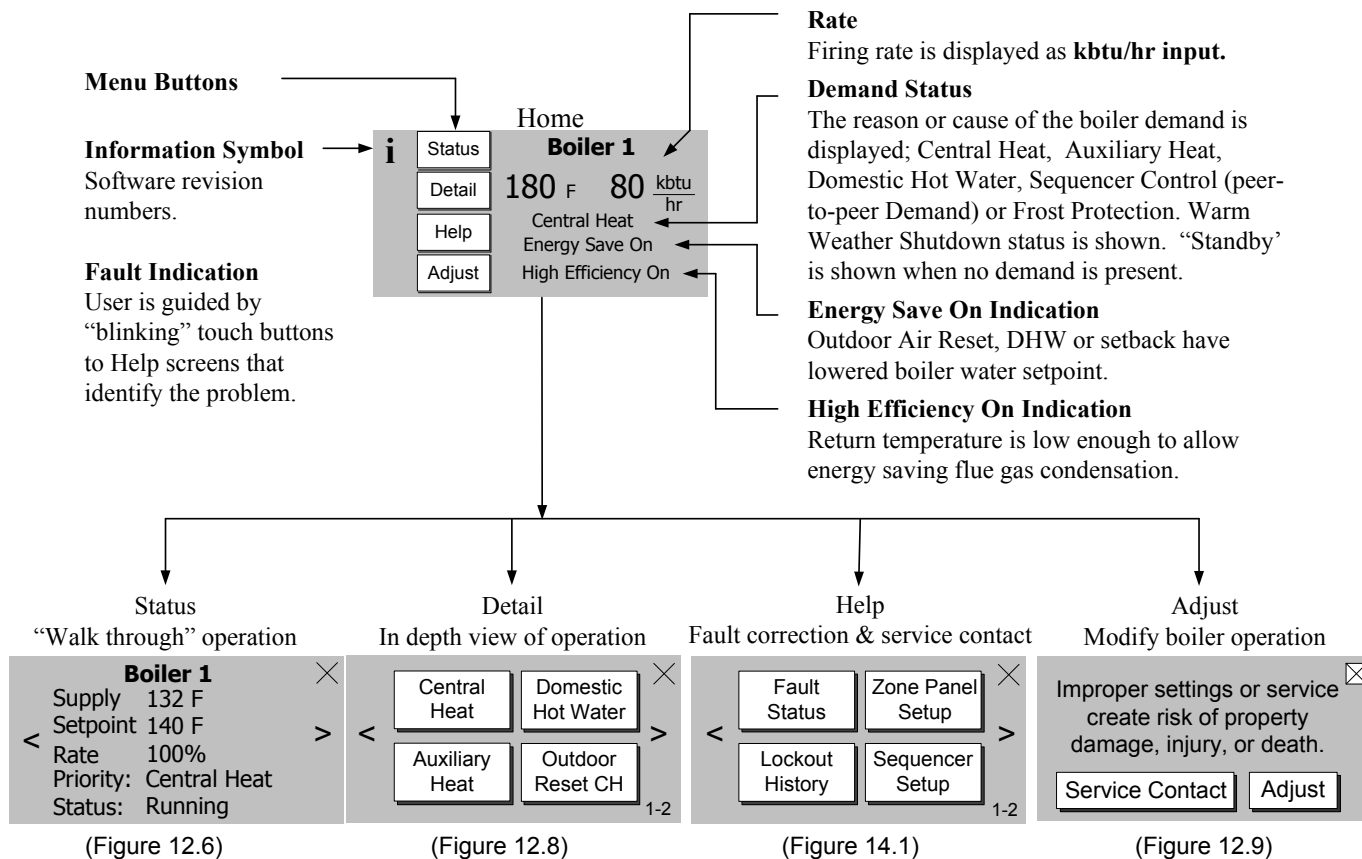 Rate
Firing rate is displayed as kbtu/hr input.
Menu Buttons
Demand Status
The reason or cause of the boiler demand is
displayed; Central Heat, Auxiliary Heat,
Domestic Hot Water, Sequencer Control (peer-
to-peer Demand) or Frost Protection. Warm
Weather Shutdown status is shown. “Standby’
is shown when no demand is present.
Information Symbol
Software revision
numbers.
Fault Indication
User is guided by
“blinking” touch buttons
to Help screens that
identify the problem.
Home
i
Status
Detail
Help
Adjust
Boiler 1
180 F 80 kbtu
hr
Central Heat
Energy Save On
High Efficiency On
Energy Save On Indication
Outdoor Air Reset, DHW or setback have
lowered boiler water setpoint.
High Efficiency On Indication
Return temperature is low enough to allow
energy saving flue gas condensation.
Status
“Walk through” operation
Boiler 1
Supply 132 F
Setpoint 140 F
< >
Rate 100%
Priority: Central Heat
Status: Running
(Figure 12.6)
Detail
In depth view of operation
Central
Heat
Domestic
Hot Water
< >
Auxiliary
Heat
Outdoor
Reset CH
1-2
(Figure 12.8)
Help
Fault correction & service contact
Fault
Status
Zone Panel
Setup
< >
Lockout
History
Sequencer
Setup
1-2
(Figure 14.1)
Adjust
Modify boiler operation
Improper settings or service
create risk of property
damage, injury, or death.
Service Contact
Adjust
(Figure 12.9)